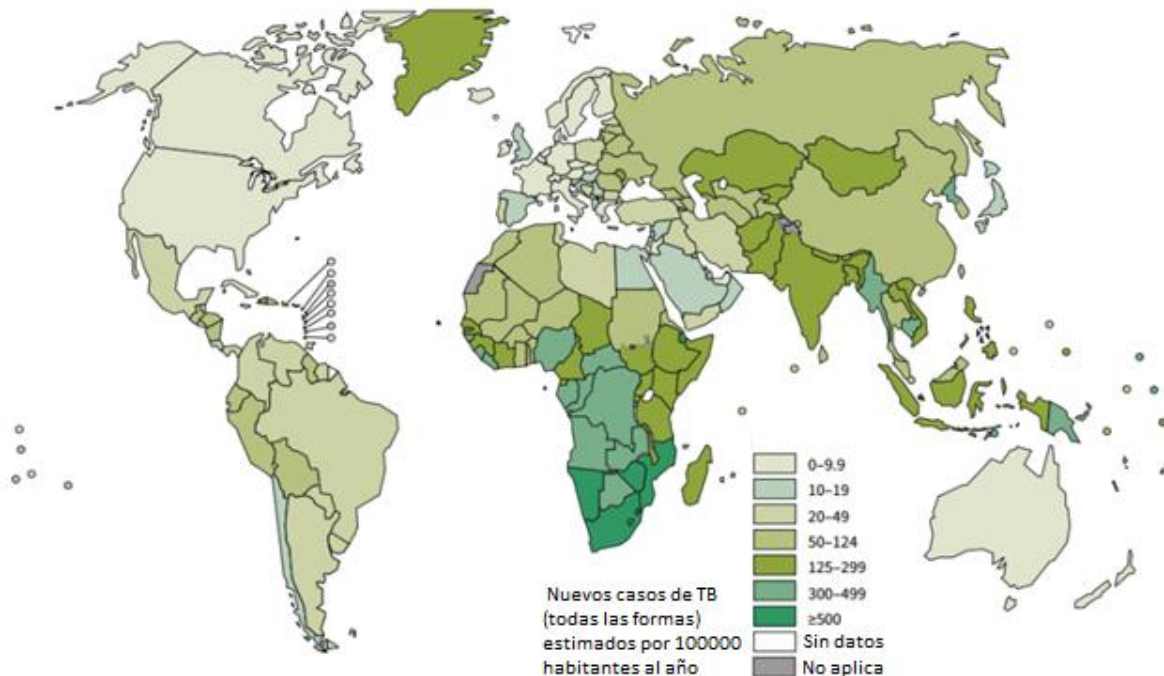 0–9.9
10–19
20–49
50–124
125–299
300–499
≥500
Sin datos
No aplica
Nuevos casos de TB
(todas las formas)
estimados por 100000
habitantes al año